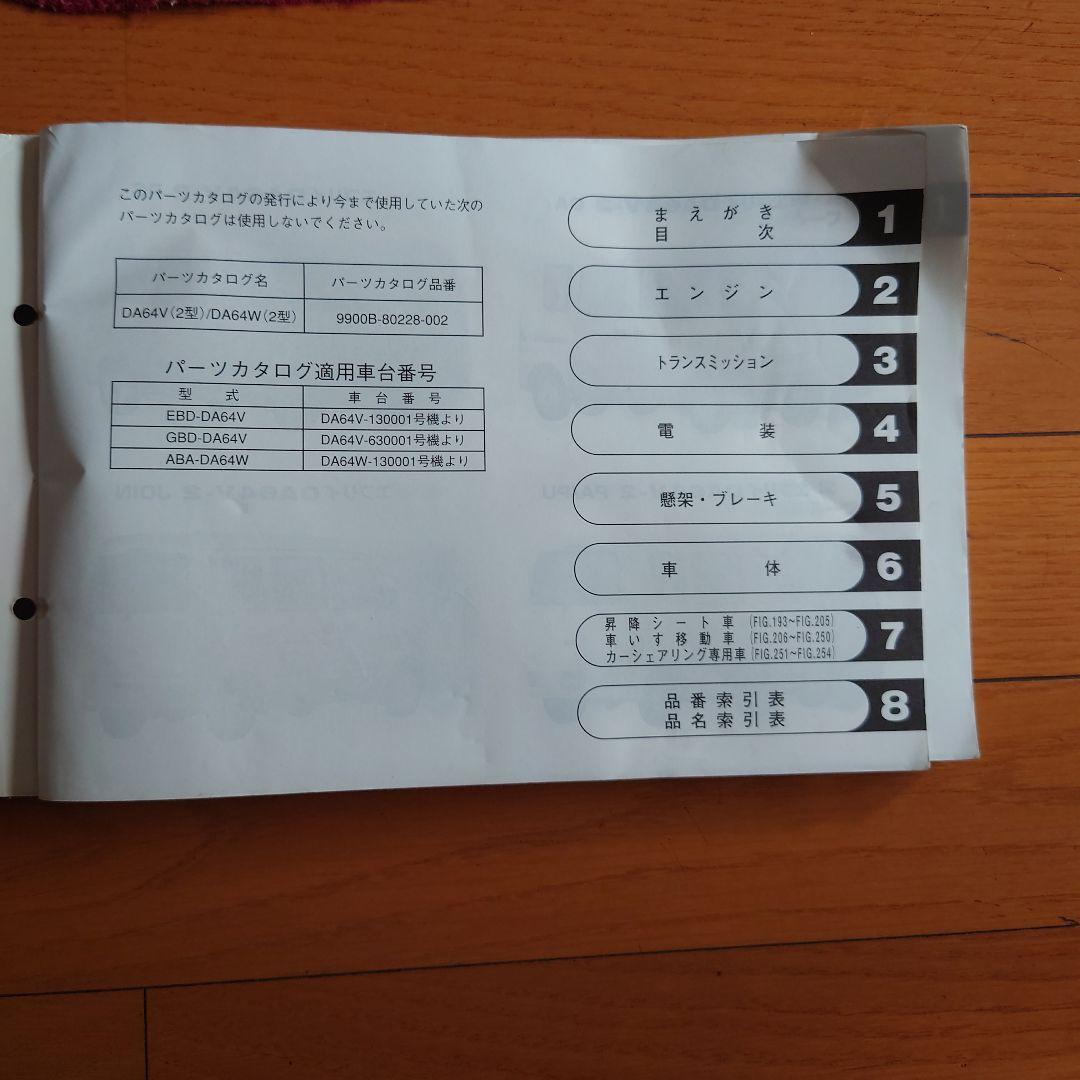 このパーツカタログの発行により今まで使用していた次の
パーツカタログは使用しないでください。
パーツカタログ名 パーツカタログ品番
DA64V(2型)/DA64W(2型) 9900B-80228-002
パーツカタログ適用車台番号
型式 車台番号
EBD-DA64V DA64V-130001号機より
GBD-DA64V DA64V-630001号機より
ABA-DA64W DA64W-130001号機より
まえがき
目次
1
エンジン 2
トランスミッション 3
電装 4
懸架・ブレーキ 5
車体 6
昇降シート車 (FIG.193~FIG.205)
車いす移動車 (FIG.206~FIG.250)
カーシェアリング専用車 (FIG.251~FIG.254)
7
品番索引表
品名索引表
8